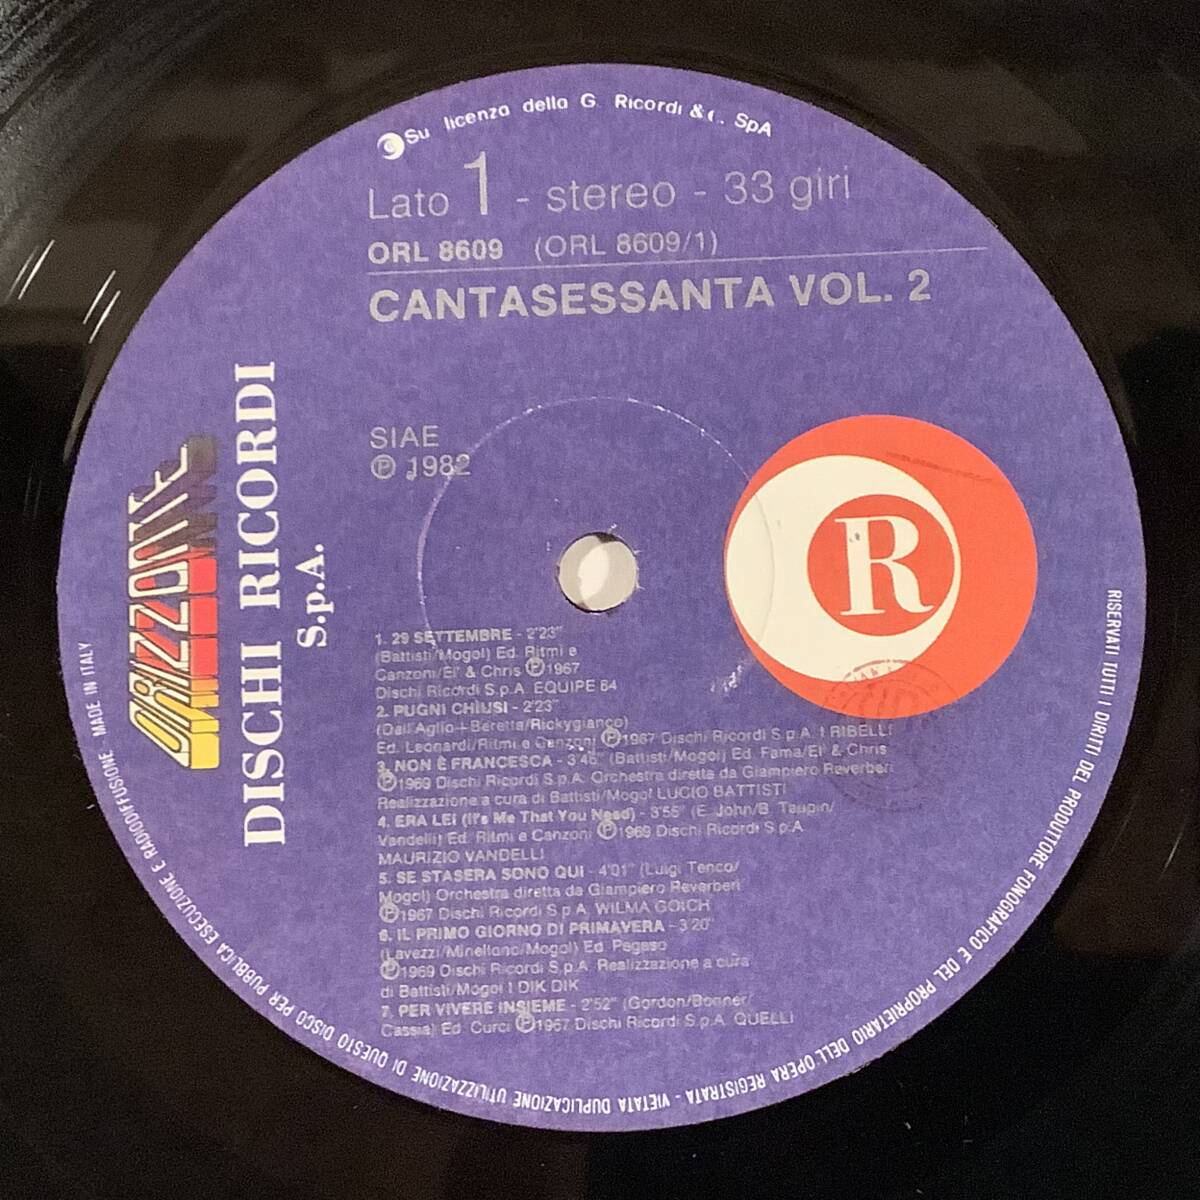 Su licenza della G. Ricordi & C. SpA
Lato 1 - stereo - 33 giri
ORL 8609 (ORL 8609/1)
CANTASESSANTA VOL. 2
ORIZZONTE
DISCHI RICORDI
S.p.A.
SIAE
℗ 1982
R
1. 29 SETTEMBRE - 2'23"
(Battisti/Mogol) Ed. Ritmi e
Canzoni/El' & Chris ℗ 1967
Dischi Ricordi S.p.A. EQUIPE 84
2. PUGNI CHIUSI - 2'23"
(Dall'Aglio+Beretta/Rickygianco)
Ed. Leonardi/Ritmi e Canzoni ℗ 1967 Dischi Ricordi S.p.A. I RIBELLI
3. NON È FRANCESCA - 3'46" (Battisti/Mogol) Ed. Fama/El' & Chris
℗ 1969 Dischi Ricordi S.p.A. Orchestra diretta da Giampiero Reverberi
Realizzazione a cura di Battisti/Mogol LUCIO BATTISTI
4. ERA LEI (It's Me That You Need) - 3'55" (E. John/B. Taupin/
Vandelli) Ed. Ritmi e Canzoni ℗ 1969 Dischi Ricordi S.p.A
MAURIZIO VANDELLI
5. SE STASERA SONO QUI - 4'01" (Luigi Tenco/
Mogol) Orchestra diretta da Giampiero Reverberi
℗ 1967 Dischi Ricordi S.p.A. WILMA GOICH
6. IL PRIMO GIORNO DI PRIMAVERA - 3'20"
(Lavezzi/Minellono/Mogol) Ed. Pegaso
℗ 1969 Dischi Ricordi S.p.A. Realizzazione a cura
di Battisti/Mogol I DIK DIK
7. PER VIVERE INSIEME - 2'52" (Gordon/Bonner/
Cassia) Ed. Curci ℗ 1967 Dischi Ricordi S.p.A. QUELLI
RISERVATI TUTTI I DIRITTI DEL PRODUTTORE FONOGRAFICO E DEL PROPRIETARIO DELL'OPERA REGISTRATA - VIETATA DUPLICAZIONE UTILIZZAZIONE DI QUESTO DISCO PER PUBBLICA ESECUZIONE E RADIODIFFUSIONE MADE IN ITALY